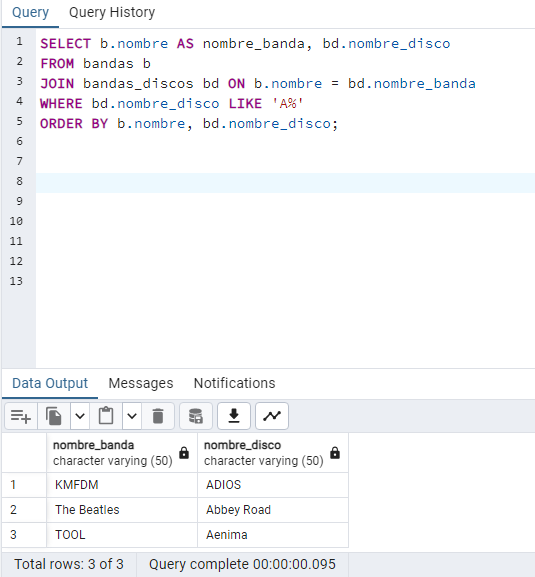 Query Query History
1 SELECT b.nombre AS nombre_banda, bd.nombre_disco
2 FROM bandas b
3 JOIN bandas_discos bd ON b.nombre = bd.nombre_banda
4 WHERE bd.nombre_disco LIKE 'A%'
5 ORDER BY b.nombre, bd.nombre_disco;
6
7
8
9
10
11
12
13
Data Output Messages Notifications
nombre_banda nombre_disco
character varying (50) character varying (50)
1 KMFDM ADIOS
2 The Beatles Abbey Road
3 TOOL Aenima
Total rows: 3 of 3 Query complete 00:00:00.095